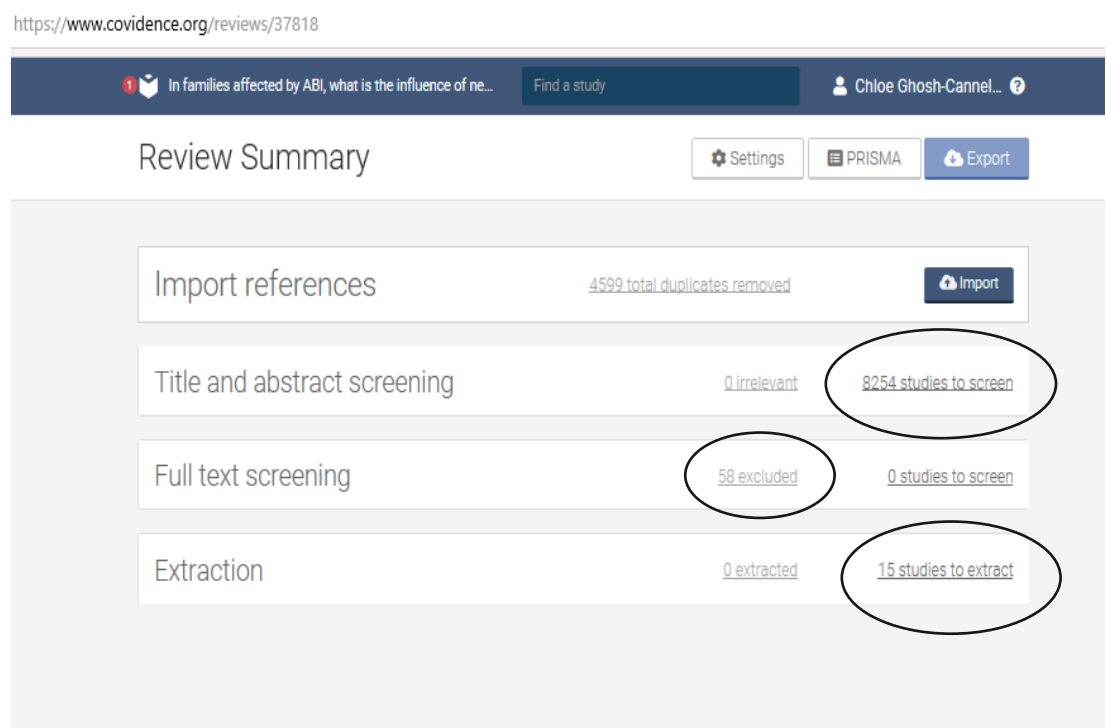 https://www.covidence.org/reviews/37818
1 In families affected by ABI, what is the influence of ne... Find a study Chloe Ghosh-Cannel... ?
Review Summary Settings PRISMA Export
Import references 4599 total duplicates removed Import
Title and abstract screening 0 irrelevant 8254 studies to screen
Full text screening 58 excluded 0 studies to screen
Extraction 0 extracted 15 studies to extract